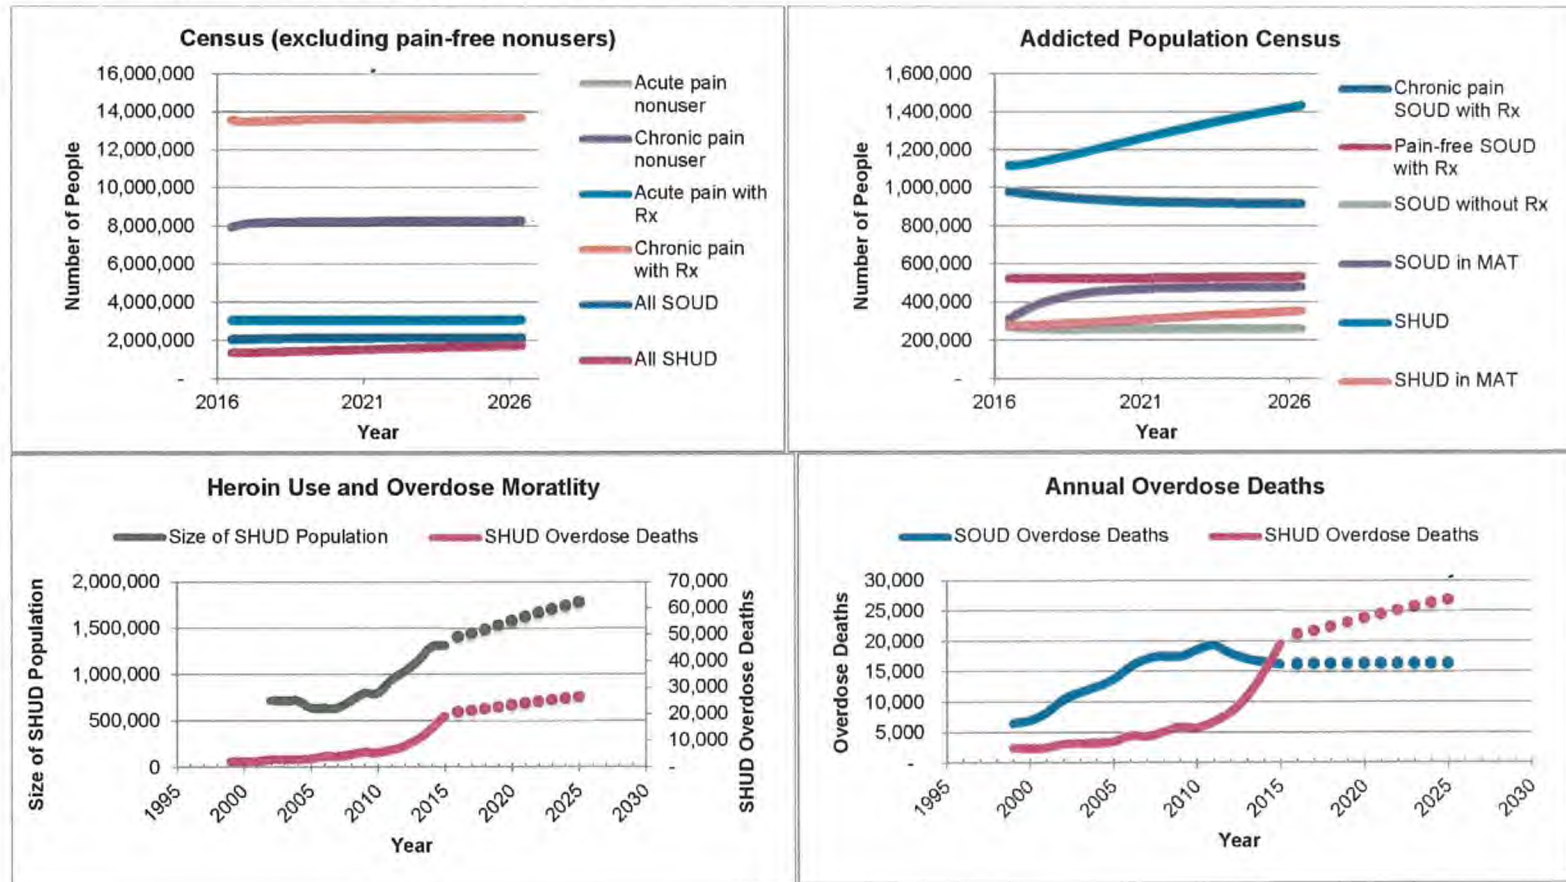 Census (excluding pain-free nonusers)
Number of People
16,000,000
14,000,000
12,000,000
10,000,000
8,000,000
6,000,000
4,000,000
2,000,000
-
2016
2021
2026
Year
Acute pain
nonuser
Chronic pain
nonuser
Acute pain with
Rx
Chronic pain
with Rx
All SOUD
All SHUD
Addicted Population Census
Number of People
1,600,000
1,400,000
1,200,000
1,000,000
800,000
600,000
400,000
200,000
-
2016
2021
2026
Year
Chronic pain
SOUD with Rx
Pain-free SOUD
with Rx
SOUD without Rx
SOUD in MAT
SHUD
SHUD in MAT
Heroin Use and Overdose Moratlity
Size of SHUD Population
SHUD Overdose Deaths
Size of SHUD Population
2,000,000
1,500,000
1,000,000
500,000
0
70,000
60,000
50,000
40,000
30,000
20,000
10,000
-
SHUD Overdose Deaths
1995
2000
2005
2010
2015
2020
2025
2030
Year
Annual Overdose Deaths
SOUD Overdose Deaths
SHUD Overdose Deaths
Overdose Deaths
30,000
25,000
20,000
15,000
10,000
5,000
-
1995
2000
2005
2010
2015
2020
2025
2030
Year